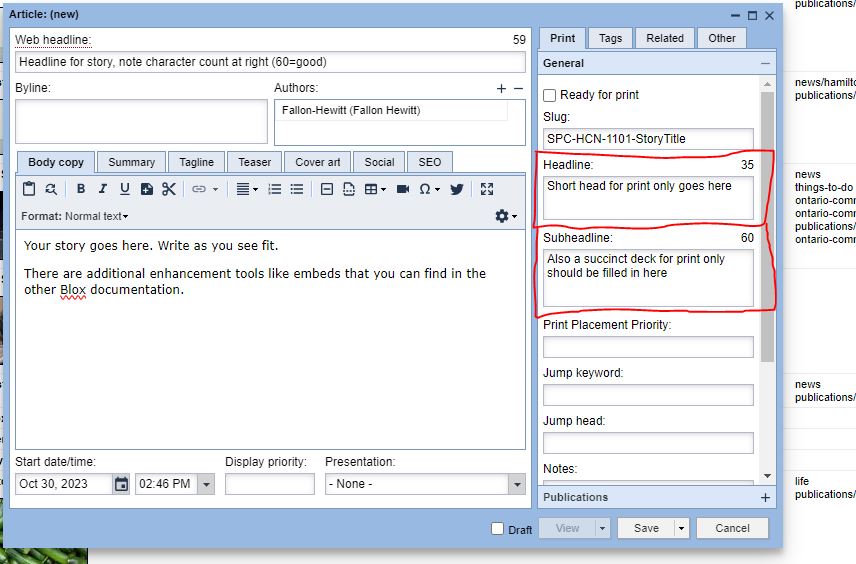 Article: (new)
Web headline: 59
Headline for story, note character count at right (60=good)
Byline:
Authors:
Fallon-Hewitt (Fallon Hewitt)
Body copy Summary Tagline Teaser Cover art Social SEO
B I U
Format: Normal text
Your story goes here. Write as you see fit.
There are additional enhancement tools like embeds that you can find in the
other Blox documentation.
Start date/time: Display priority: Presentation:
Oct 30, 2023 02:46 PM - None -
Print Tags Related Other
General
Ready for print
Slug:
SPC-HCN-1101-StoryTitle
Headline: 35
Short head for print only goes here
Subheadline: 60
Also a succinct deck for print only
should be filled in here
Print Placement Priority:
Jump keyword:
Jump head:
Notes:
Publications
Draft View Save Cancel
publications/
news/hamilto
publications/
news
things-to-do
ontario-comm
ontario-comm
publications/
ontario-comm
news
publications/
life
publications/